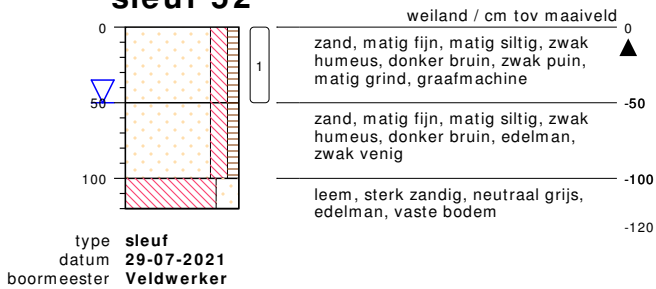 sleuf 52
weiland / cm tov maaiveld
0
0
zand, matig fijn, matig siltig, zwak
humeus, donker bruin, zwak puin,
matig grind, graafmachine
1
50
-50
zand, matig fijn, matig siltig, zwak
humeus, donker bruin, edelman,
zwak venig
100
-100
leem, sterk zandig, neutraal grijs,
edelman, vaste bodem
-120
type sleuf
datum 29-07-2021
boormeester Veldwerker